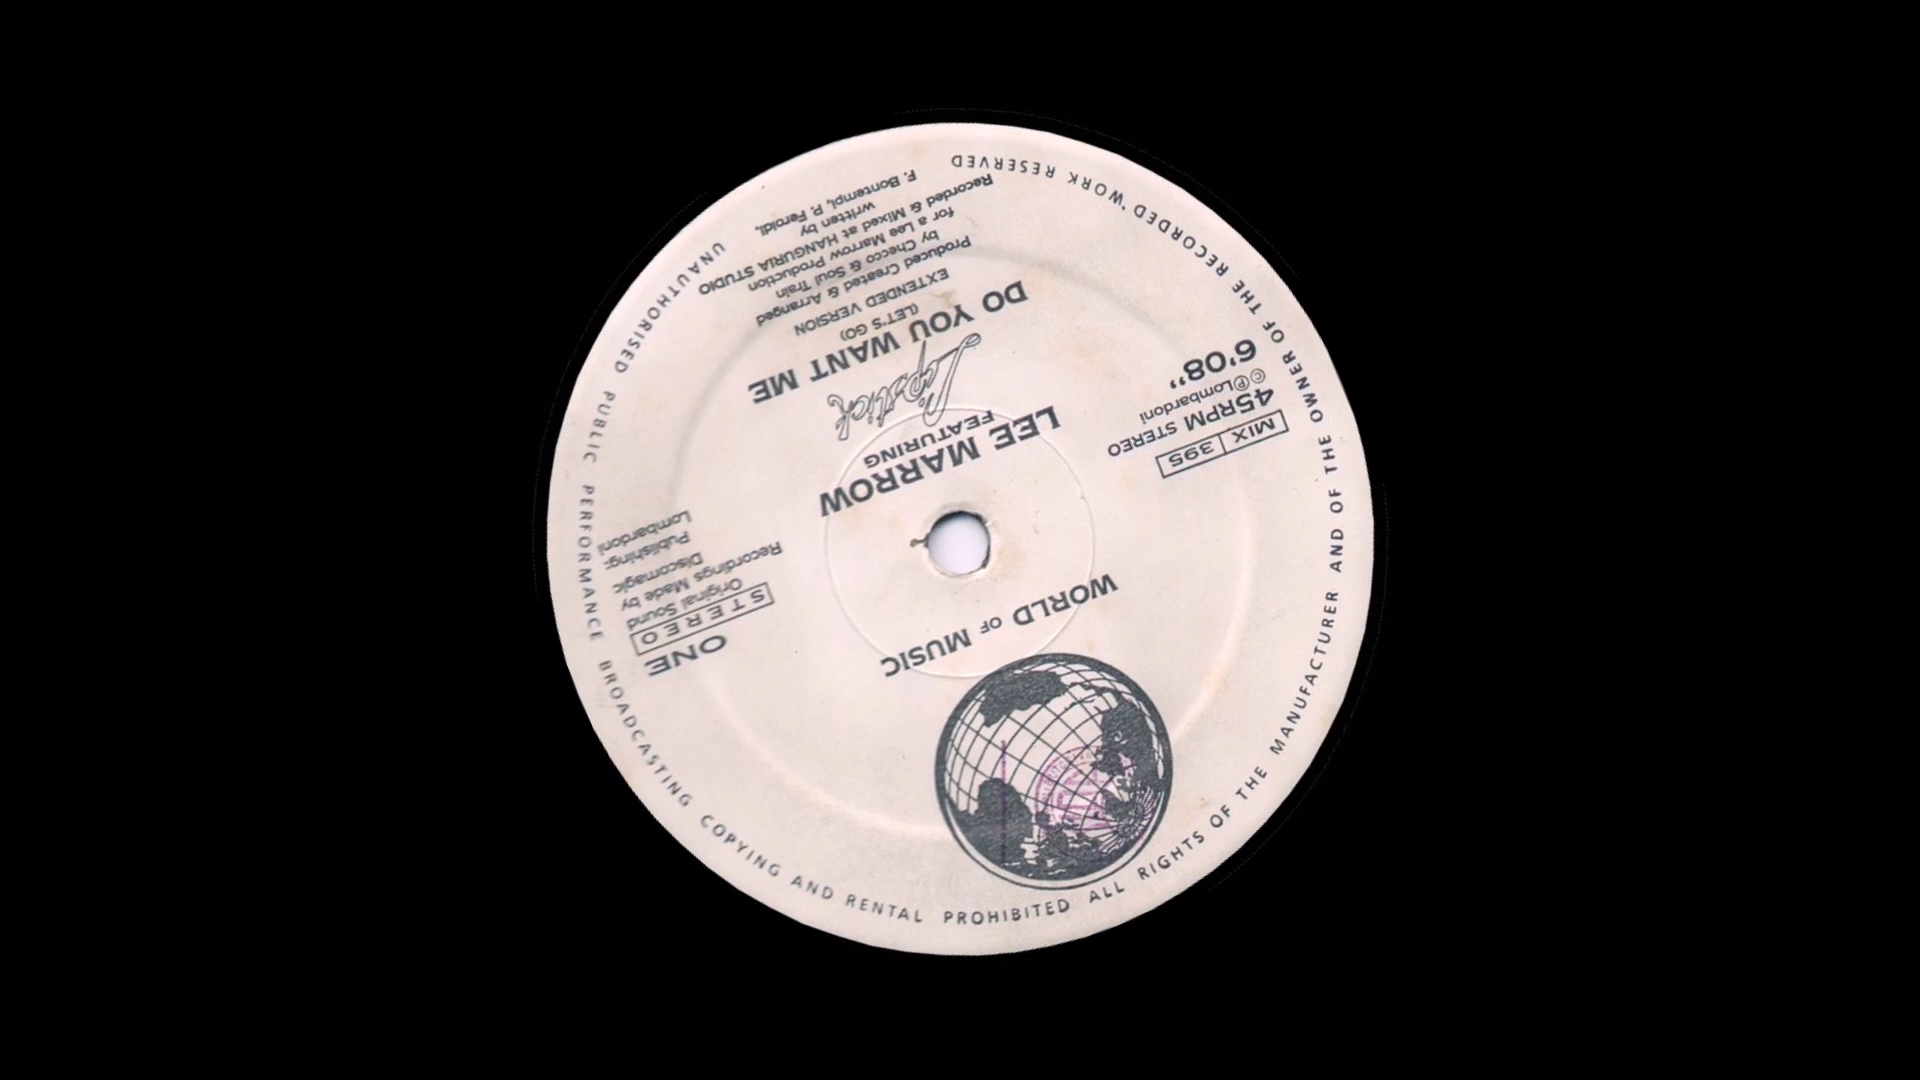 WORLD OF MUSIC
ONE
STEREO
Original Sound
Recordings Made by
Discomagic
Publishing:
Lombardoni
MIX 395
45RPM STEREO
©℗Lombardoni
6'08"
LEE MARROW
FEATURING
Lipstick
DO YOU WANT ME
(LET'S GO)
EXTENDED VERSION
Produced Created & Arranged
by Checco & Soul Train
for a Lee Marrow Production
Recorded & Mixed at HANGURIA STUDIO
written by
F. Bontempi, P. Feroldi,
UNAUTHORISED PUBLIC PERFORMANCE BROADCASTING COPYING AND RENTAL PROHIBITED ALL RIGHTS OF THE MANUFACTURER AND OF THE OWNER OF THE RECORDED WORK RESERVED